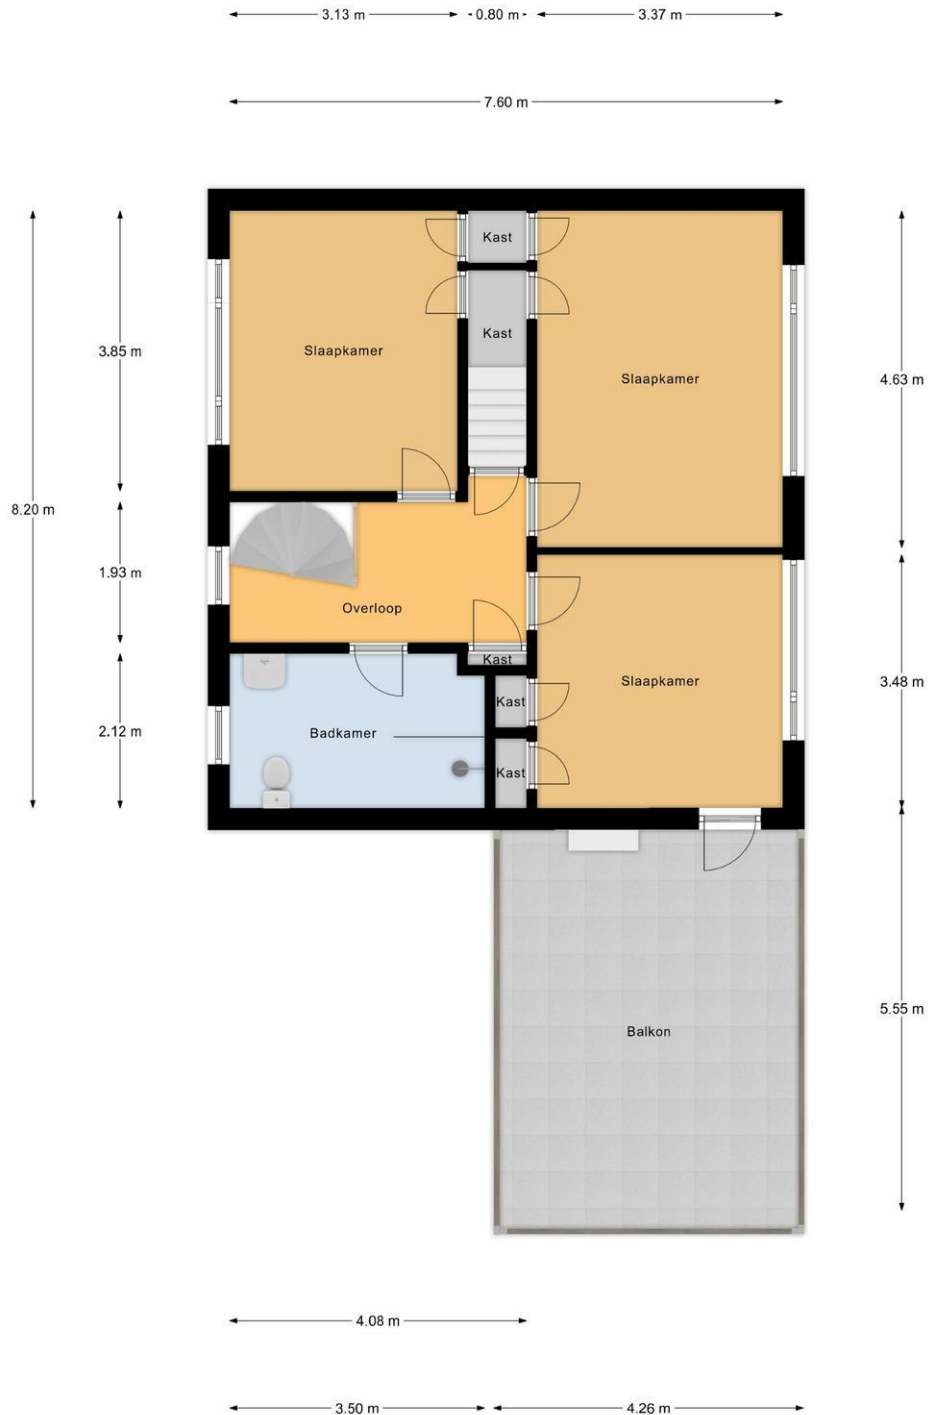 3.13 m
0.80 m
3.37 m
7.60 m
Kast
Kast
Slaapkamer
3.85 m
Slaapkamer
4.63 m
8.20 m
1.93 m
Overloop
Kast
Slaapkamer
3.48 m
Kast
2.12 m
Badkamer
Kast
5.55 m
Balkon
4.08 m
3.50 m
4.26 m